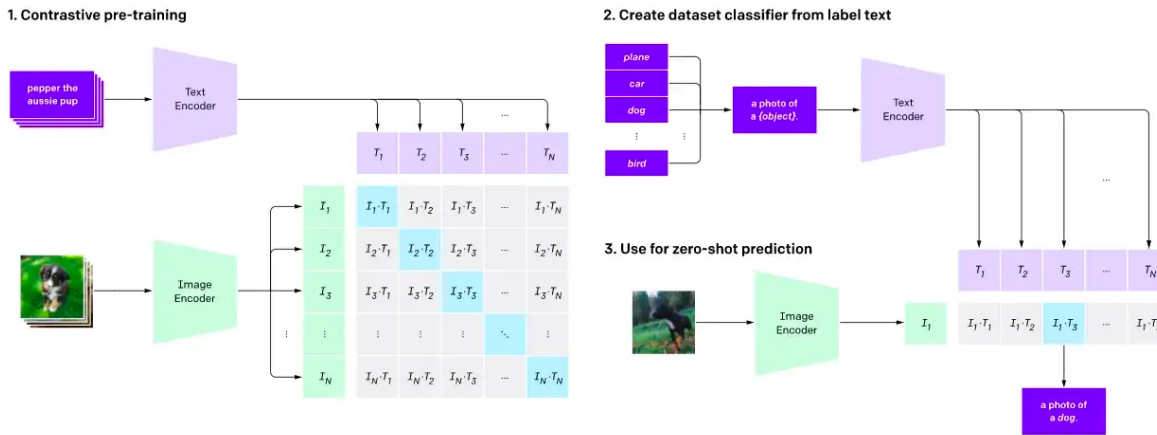 1. Contrastive pre-training
pepper the
aussie pup
Text
Encoder
...
T1 T2 T3 ... TN
I1 I1·T1 I1·T2 I1·T3 ... I1·TN
I2 I2·T1 I2·T2 I2·T3 ... I2·TN
Image
Encoder
I3 I3·T1 I3·T2 I3·T3 ... I3·TN
⋮ ⋮ ⋮ ⋮ ⋱ ⋮
IN IN·T1 IN·T2 IN·T3 ... IN·TN
2. Create dataset classifier from label text
plane
car
dog
⋮ ⋮
bird
a photo of
a {object}.
Text
Encoder
...
3. Use for zero-shot prediction
T1 T2 T3 ... TN
Image
Encoder
I1 I1·T1 I1·T2 I1·T3 ...
a photo of
a dog.